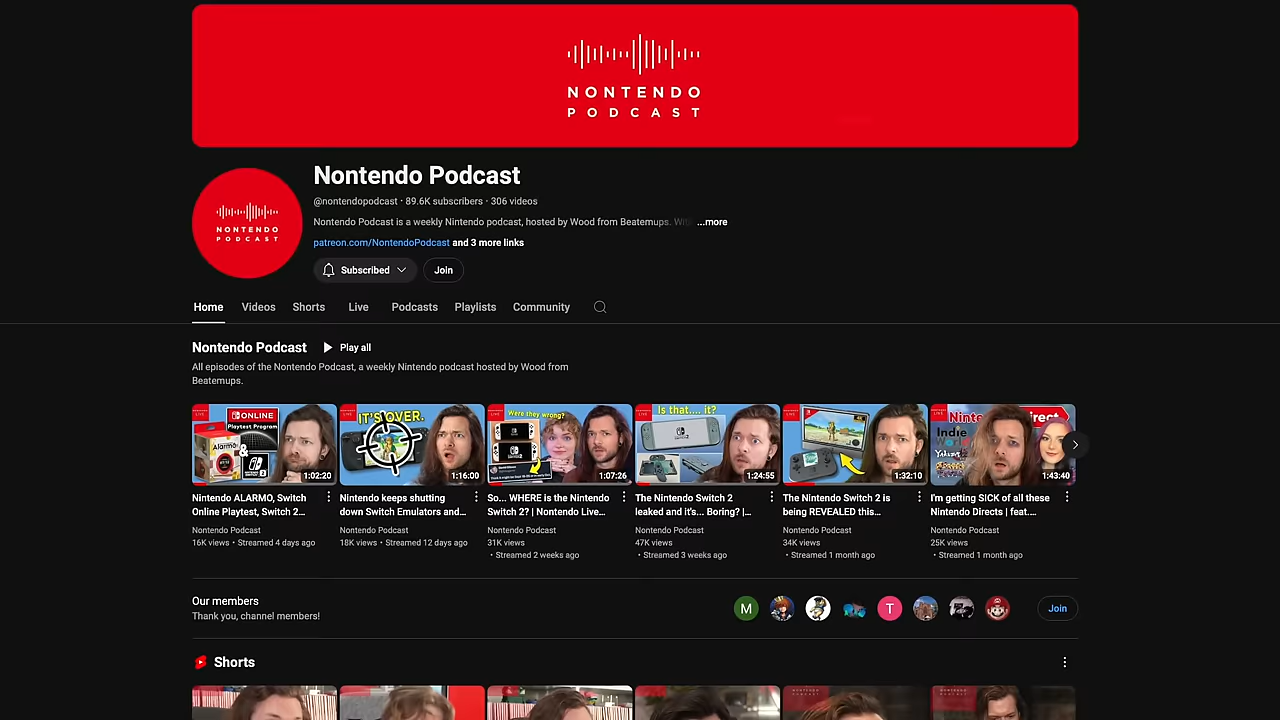 NONTENDO
PODCAST
NONTENDO
PODCAST
Nontendo Podcast
@nontendopodcast · 89.6K subscribers · 306 videos
Nontendo Podcast is a weekly Nintendo podcast, hosted by Wood from Beatemups. ...more
patreon.com/NontendoPodcast and 3 more links
Subscribed
Join
Home Videos Shorts Live Podcasts Playlists Community
Nontendo Podcast Play all
All episodes of the Nontendo Podcast, a weekly Nintendo podcast hosted by Wood from
Beatemups.
LIVE
ONLINE
Playtest Program
Alarmo
&
1:02:20
Nintendo ALARMO, Switch
Online Playtest, Switch 2...
Nontendo Podcast
16K views · Streamed 4 days ago
LIVE
IT'S OVER.
1:16:00
Nintendo keeps shutting
down Switch Emulators and...
Nontendo Podcast
18K views · Streamed 12 days ago
LIVE
Were they wrong?
1:07:26
So... WHERE is the Nintendo
Switch 2? | Nontendo Live...
Nontendo Podcast
31K views
· Streamed 2 weeks ago
LIVE
Is that.... it?
1:24:55
The Nintendo Switch 2
leaked and it's... Boring? |...
Nontendo Podcast
47K views
· Streamed 3 weeks ago
LIVE
1:32:10
The Nintendo Switch 2 is
being REVEALED this...
Nontendo Podcast
34K views
· Streamed 1 month ago
LIVE
Indie
1:43:40
I'm getting SICK of all these
Nintendo Directs | feat....
Nontendo Podcast
25K views
· Streamed 1 month ago
Our members
Thank you, channel members!
M
T
Join
Shorts